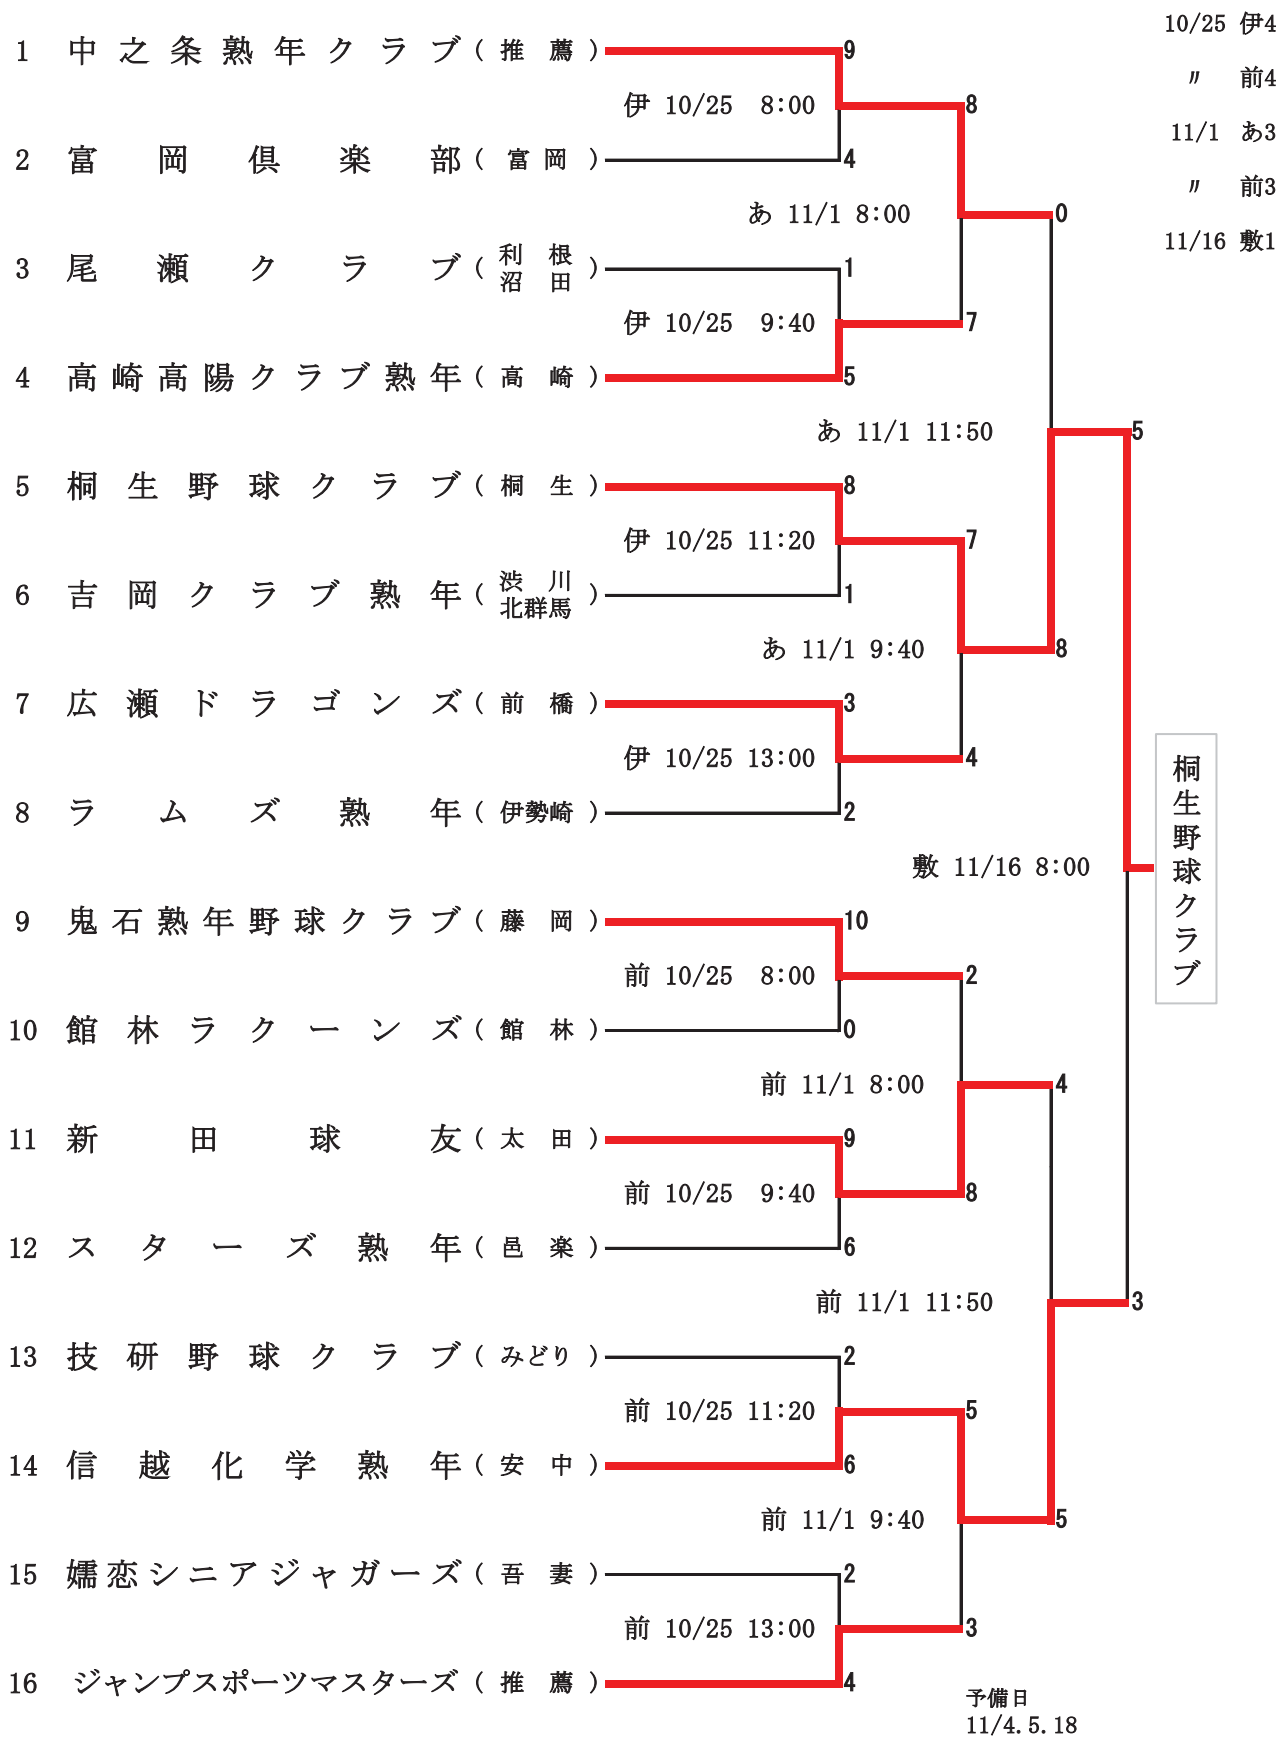 10/25 伊4
〃 前4
11/1 あ3
〃 前3
11/16 敷1
1 中之条熟年クラブ( 推薦 ) 9
伊 10/25 8:00 8
2 富岡倶楽部( 富岡 ) 4
あ 11/1 8:00 0
3 尾瀬クラブ( 利根沼田 ) 1
伊 10/25 9:40 7
4 高崎高陽クラブ熟年( 高崎 ) 5
あ 11/1 11:50 5
5 桐生野球クラブ( 桐生 ) 8
伊 10/25 11:20 7
6 吉岡クラブ熟年( 渋川北群馬 ) 1
あ 11/1 9:40 8
7 広瀬ドラゴンズ( 前橋 ) 3
伊 10/25 13:00 4
8 ラムズ熟年( 伊勢崎 ) 2
敷 11/16 8:00
桐生野球クラブ
9 鬼石熟年野球クラブ( 藤岡 ) 10
前 10/25 8:00 2
10 館林ラクーンズ( 館林 ) 0
前 11/1 8:00 4
11 新田球友( 太田 ) 9
前 10/25 9:40 8
12 スターズ熟年( 邑楽 ) 6
前 11/1 11:50 3
13 技研野球クラブ( みどり ) 2
前 10/25 11:20 5
14 信越化学熟年( 安中 ) 6
前 11/1 9:40 5
15 嬬恋シニアジャガーズ( 吾妻 ) 2
前 10/25 13:00 3
16 ジャンプスポーツマスターズ( 推薦 ) 4
予備日
11/4.5.18